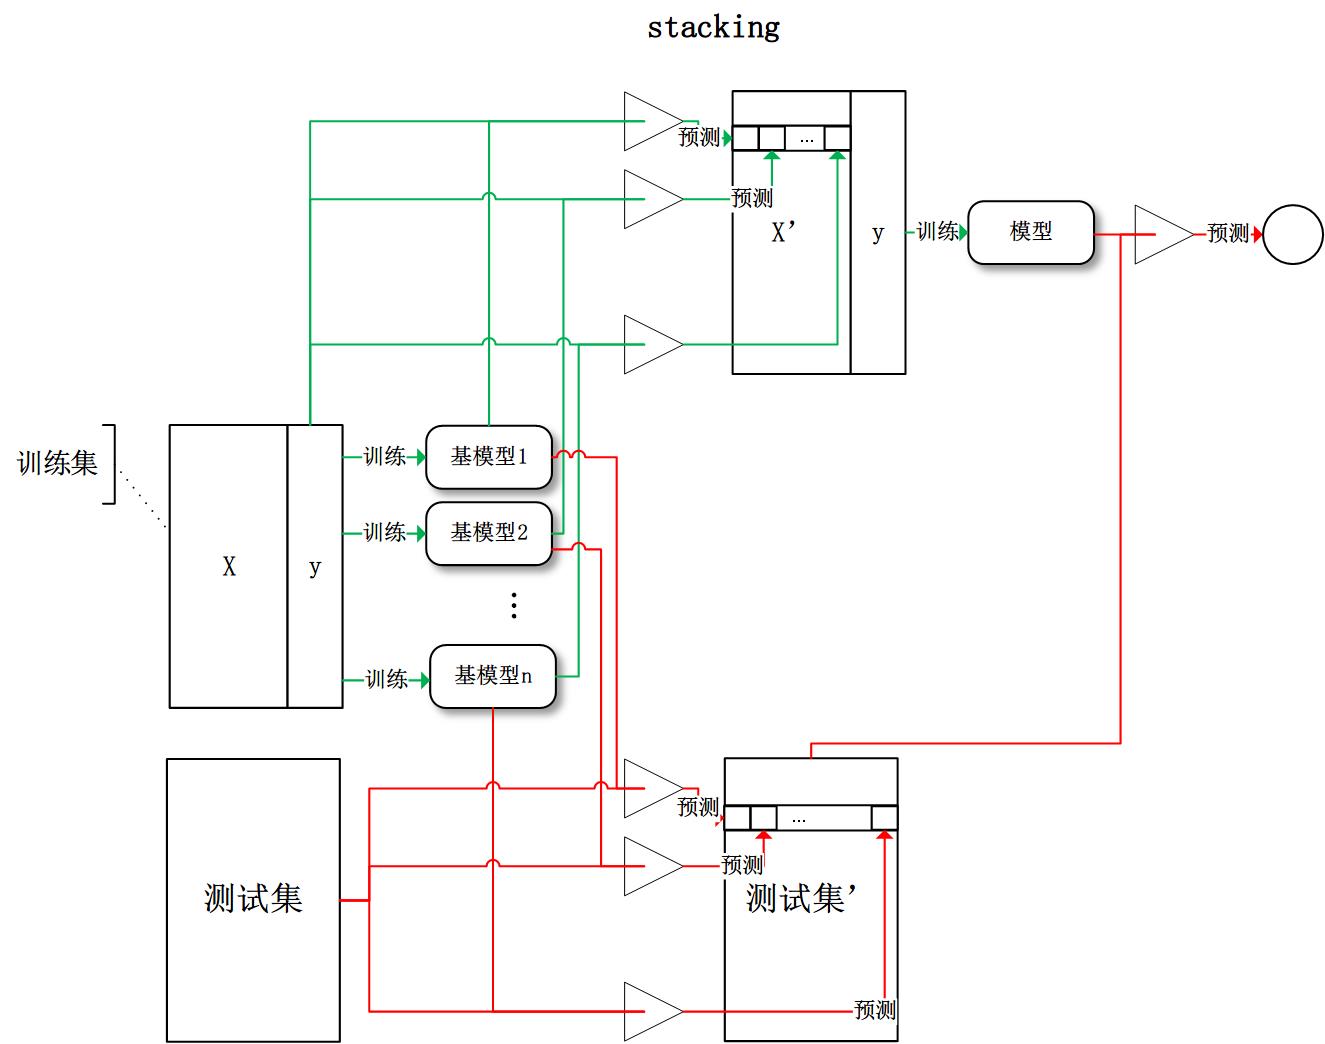 stacking
预测
...
预测
X’
y
训练
模型
预测
训练集
X
y
训练
基模型1
训练
基模型2
⋮
训练
基模型n
预测
...
预测
测试集
测试集’
预测